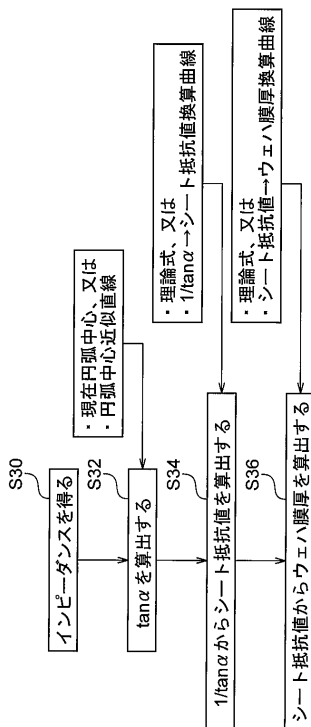 S30
インピーダンスを得る
・現在円弧中心、又は
・円弧中心近似直線
S32
tanαを算出する
・理論式、又は
・1/tanα→シート抵抗値換算曲線
S34
1/tanαからシート抵抗値を算出する
・理論式、又は
・シート抵抗値→ウェハ膜厚換算曲線
S36
シート抵抗値からウェハ膜厚を算出する